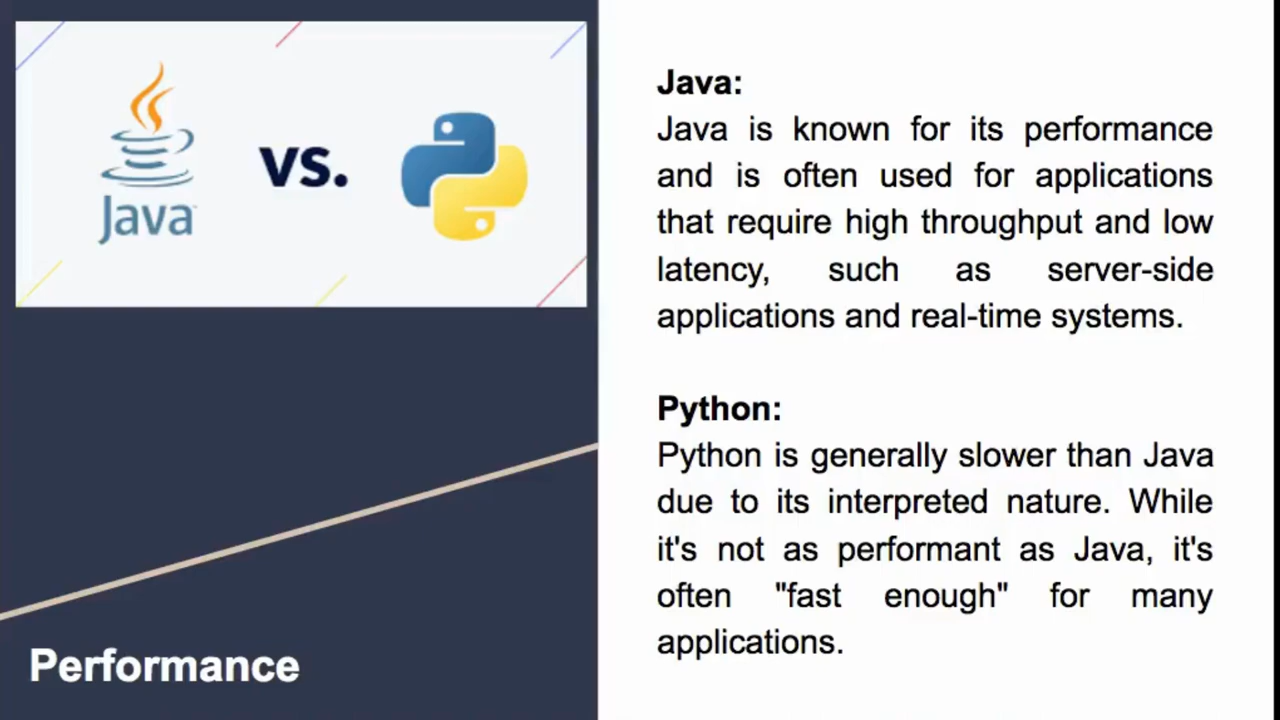 Java
vs.
Performance
Java:
Java is known for its performance
and is often used for applications
that require high throughput and low
latency, such as server-side
applications and real-time systems.
Python:
Python is generally slower than Java
due to its interpreted nature. While
it's not as performant as Java, it's
often "fast enough" for many
applications.